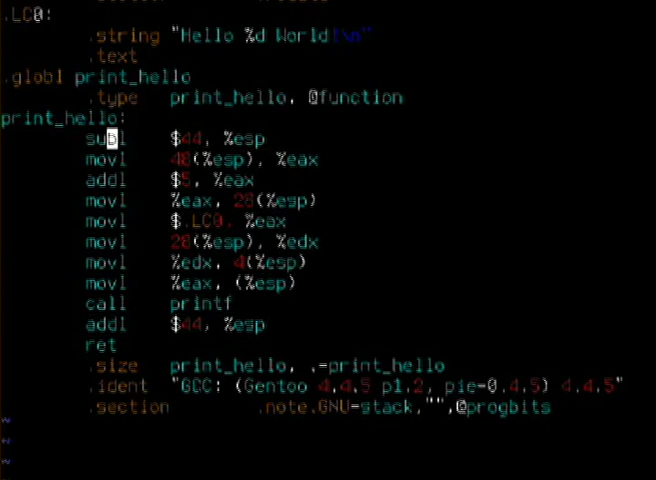 .LC0:
.string "Hello %d World!\n"
.text
.globl print_hello
.type print_hello, @function
print_hello:
subl $44, %esp
movl 48(%esp), %eax
addl $5, %eax
movl %eax, 28(%esp)
movl $.LC0, %eax
movl 28(%esp), %edx
movl %edx, 4(%esp)
movl %eax, (%esp)
call printf
addl $44, %esp
ret
.size print_hello, .-print_hello
.ident "GCC: (Gentoo 4.4.5 p1.2, pie-0.4.5) 4.4.5"
.section .note.GNU-stack,"",@progbits
~
~
~